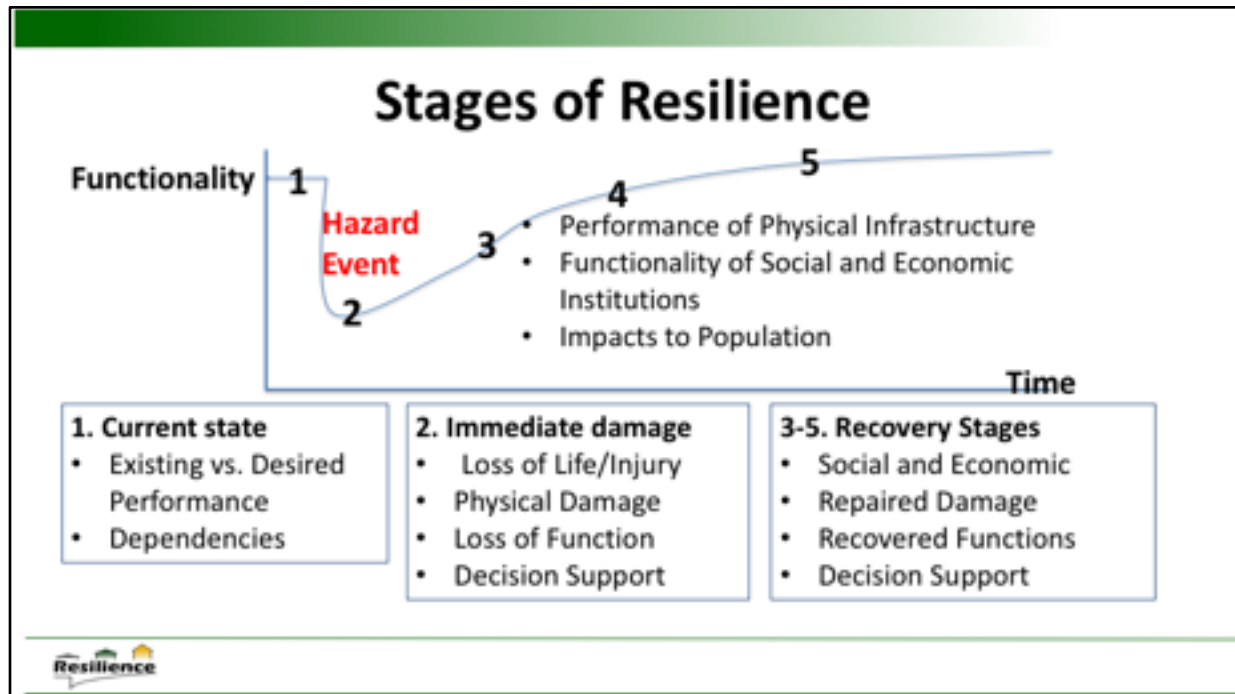 Stages of Resilience
Functionality
1
Hazard
Event
2
3
4
5
• Performance of Physical Infrastructure
• Functionality of Social and Economic
Institutions
• Impacts to Population
Time
1. Current state
• Existing vs. Desired
Performance
• Dependencies
2. Immediate damage
• Loss of Life/Injury
• Physical Damage
• Loss of Function
• Decision Support
3-5. Recovery Stages
• Social and Economic
• Repaired Damage
• Recovered Functions
• Decision Support
Resilience